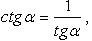 ctg α = 1/tg α ,